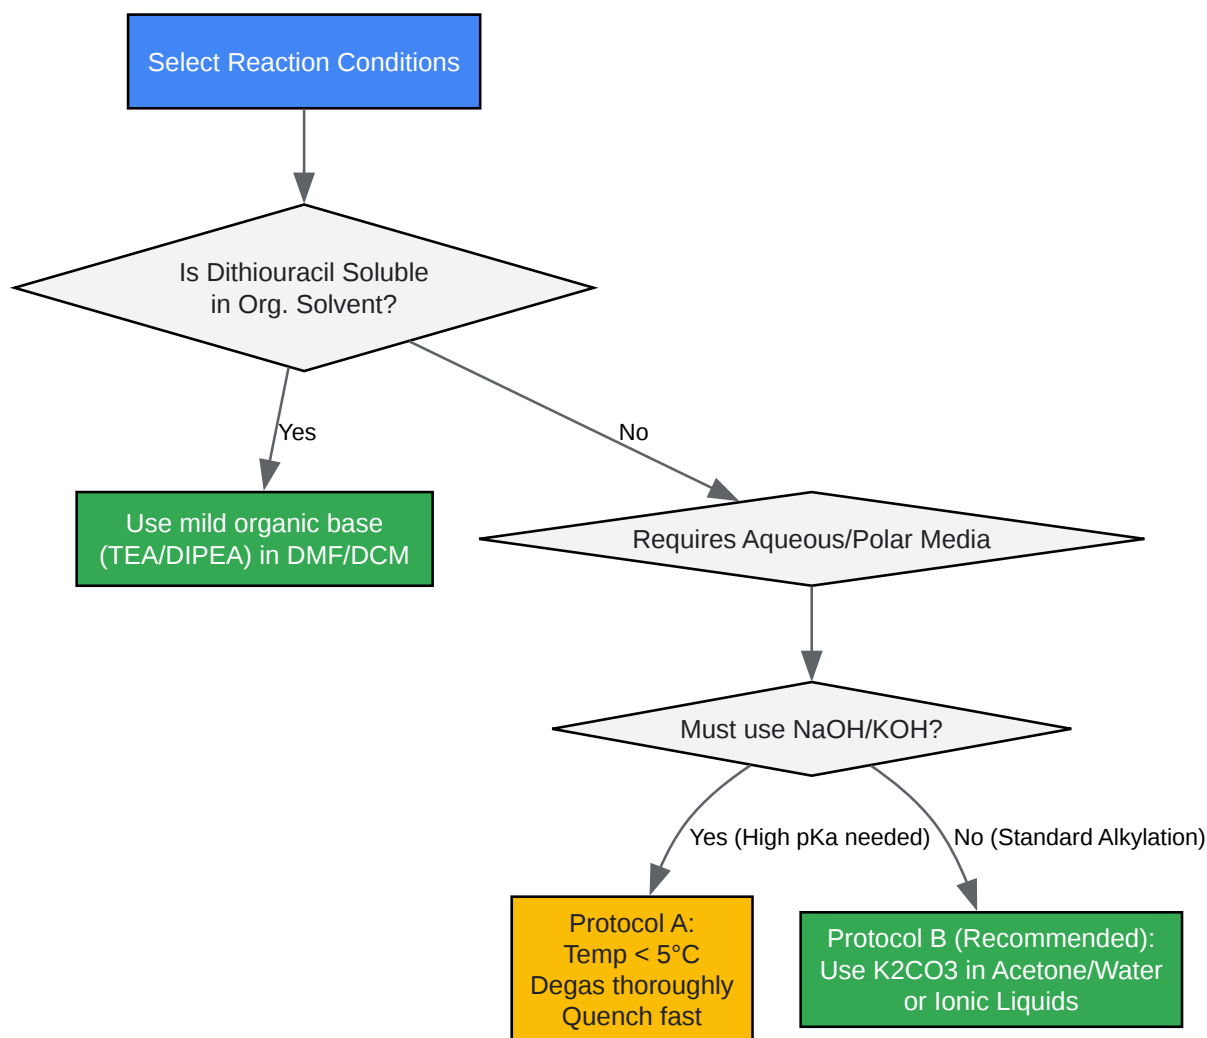 Select Reaction Conditions
Is Dithiouracil Soluble
in Org. Solvent?
Yes
No
Use mild organic base
(TEA/DIPEA) in DMF/DCM
Requires Aqueous/Polar Media
Must use NaOH/KOH?
Yes (High pKa needed)
No (Standard Alkylation)
Protocol A:
Temp < 5°C
Degas thoroughly
Quench fast
Protocol B (Recommended):
Use K2CO3 in Acetone/Water
or Ionic Liquids